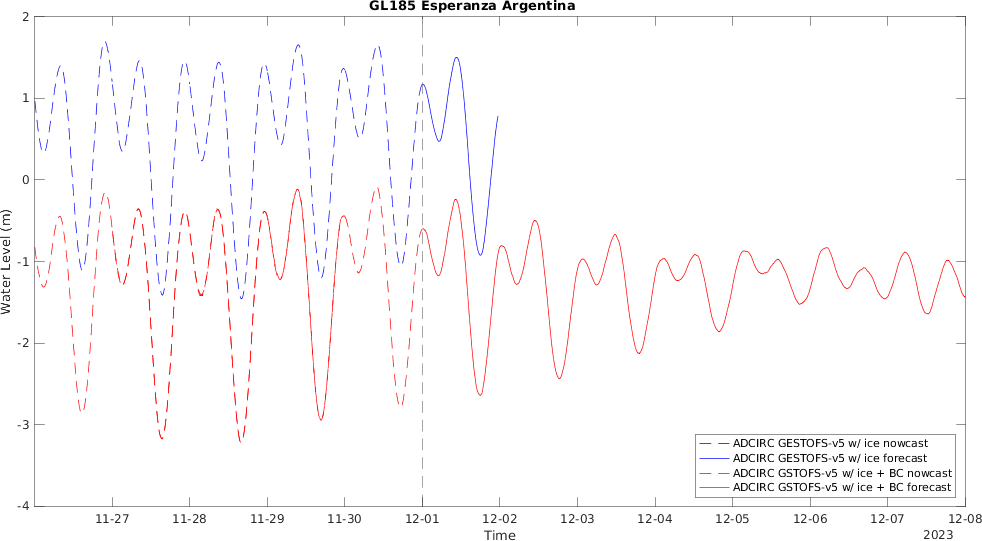 GL185 Esperanza Argentina
Water Level (m)
2
1
0
-1
-2
-3
-4
ADCIRC GESTOFS-v5 w/ ice nowcast
ADCIRC GESTOFS-v5 w/ ice forecast
ADCIRC GSTOFS-v5 w/ ice + BC nowcast
ADCIRC GSTOFS-v5 w/ ice + BC forecast
11-27 11-28 11-29 11-30 12-01 12-02 12-03 12-04 12-05 12-06 12-07 12-08
Time
2023